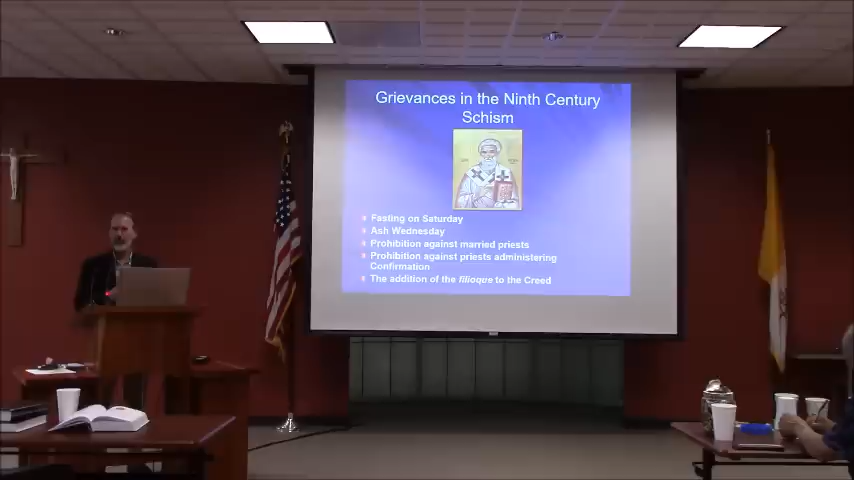 Grievances in the Ninth Century
Schism
Fasting on Saturday
Ash Wednesday
Prohibition against married priests
Prohibition against priests administering
Confirmation
The addition of the filioque to the Creed